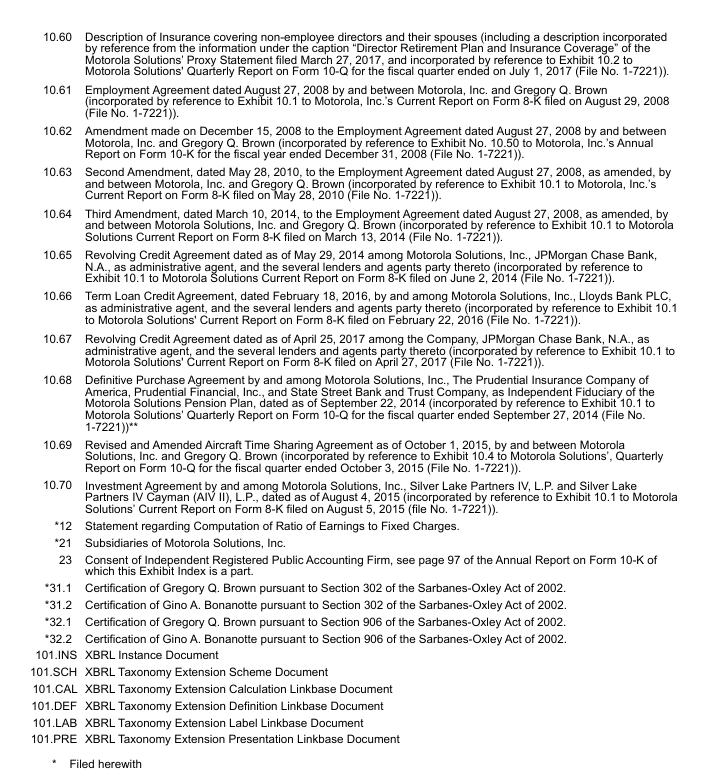 10.60 Description of Insurance covering non-employee directors and their spouses (including a description incorporated
by reference from the information under the caption “Director Retirement Plan and Insurance Coverage” of the
Motorola Solutions’ Proxy Statement filed March 27, 2017, and incorporated by reference to Exhibit 10.2 to
Motorola Solutions' Quarterly Report on Form 10-Q for the fiscal quarter ended on July 1, 2017 (File No. 1-7221)).
10.61 Employment Agreement dated August 27, 2008 by and between Motorola, Inc. and Gregory Q. Brown
(incorporated by reference to Exhibit 10.1 to Motorola, Inc.’s Current Report on Form 8-K filed on August 29, 2008
(File No. 1-7221)).
10.62 Amendment made on December 15, 2008 to the Employment Agreement dated August 27, 2008 by and between
Motorola, Inc. and Gregory Q. Brown (incorporated by reference to Exhibit No. 10.50 to Motorola, Inc.’s Annual
Report on Form 10-K for the fiscal year ended December 31, 2008 (File No. 1-7221)).
10.63 Second Amendment, dated May 28, 2010, to the Employment Agreement dated August 27, 2008, as amended, by
and between Motorola, Inc. and Gregory Q. Brown (incorporated by reference to Exhibit 10.1 to Motorola, Inc.’s
Current Report on Form 8-K filed on May 28, 2010 (File No. 1-7221)).
10.64 Third Amendment, dated March 10, 2014, to the Employment Agreement dated August 27, 2008, as amended, by
and between Motorola Solutions, Inc. and Gregory Q. Brown (incorporated by reference to Exhibit 10.1 to Motorola
Solutions Current Report on Form 8-K filed on March 13, 2014 (File No. 1-7221)).
10.65 Revolving Credit Agreement dated as of May 29, 2014 among Motorola Solutions, Inc., JPMorgan Chase Bank,
N.A., as administrative agent, and the several lenders and agents party thereto (incorporated by reference to
Exhibit 10.1 to Motorola Solutions Current Report on Form 8-K filed on June 2, 2014 (File No. 1-7221)).
10.66 Term Loan Credit Agreement, dated February 18, 2016, by and among Motorola Solutions, Inc., Lloyds Bank PLC,
as administrative agent, and the several lenders and agents party thereto (incorporated by reference to Exhibit 10.1
to Motorola Solutions' Current Report on Form 8-K filed on February 22, 2016 (File No. 1-7221)).
10.67 Revolving Credit Agreement dated as of April 25, 2017 among the Company, JPMorgan Chase Bank, N.A., as
administrative agent, and the several lenders and agents party thereto (incorporated by reference to Exhibit 10.1 to
Motorola Solutions' Current Report on Form 8-K filed on April 27, 2017 (File No. 1-7221)).
10.68 Definitive Purchase Agreement by and among Motorola Solutions, Inc., The Prudential Insurance Company of
America, Prudential Financial, Inc., and State Street Bank and Trust Company, as Independent Fiduciary of the
Motorola Solutions Pension Plan, dated as of September 22, 2014 (incorporated by reference to Exhibit 10.1 to
Motorola Solutions’ Quarterly Report on Form 10-Q for the fiscal quarter ended September 27, 2014 (File No.
1-7221))**
10.69 Revised and Amended Aircraft Time Sharing Agreement as of October 1, 2015, by and between Motorola
Solutions, Inc. and Gregory Q. Brown (incorporated by reference to Exhibit 10.4 to Motorola Solutions’, Quarterly
Report on Form 10-Q for the fiscal quarter ended October 3, 2015 (File No. 1-7221)).
10.70 Investment Agreement by and among Motorola Solutions, Inc., Silver Lake Partners IV, L.P. and Silver Lake
Partners IV Cayman (AIV II), L.P., dated as of August 4, 2015 (incorporated by reference to Exhibit 10.1 to Motorola
Solutions’ Current Report on Form 8-K filed on August 5, 2015 (file No. 1-7221)).
*12 Statement regarding Computation of Ratio of Earnings to Fixed Charges.
*21 Subsidiaries of Motorola Solutions, Inc.
23 Consent of Independent Registered Public Accounting Firm, see page 97 of the Annual Report on Form 10-K of
which this Exhibit Index is a part.
*31.1 Certification of Gregory Q. Brown pursuant to Section 302 of the Sarbanes-Oxley Act of 2002.
*31.2 Certification of Gino A. Bonanotte pursuant to Section 302 of the Sarbanes-Oxley Act of 2002.
*32.1 Certification of Gregory Q. Brown pursuant to Section 906 of the Sarbanes-Oxley Act of 2002.
*32.2 Certification of Gino A. Bonanotte pursuant to Section 906 of the Sarbanes-Oxley Act of 2002.
101.INS XBRL Instance Document
101.SCH XBRL Taxonomy Extension Scheme Document
101.CAL XBRL Taxonomy Extension Calculation Linkbase Document
101.DEF XBRL Taxonomy Extension Definition Linkbase Document
101.LAB XBRL Taxonomy Extension Label Linkbase Document
101.PRE XBRL Taxonomy Extension Presentation Linkbase Document
* Filed herewith